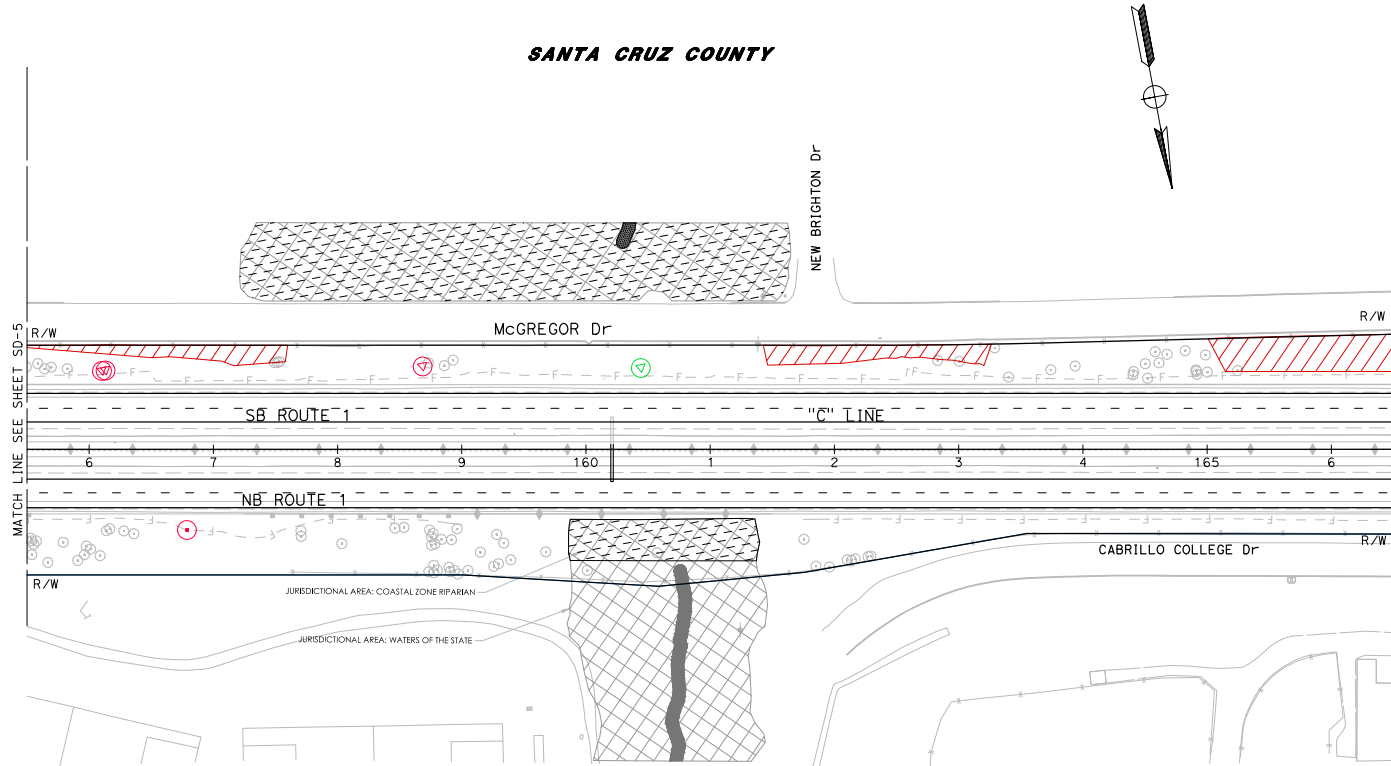 SANTA CRUZ COUNTY
NEW BRIGHTON Dr
MATCH LINE SEE SHEET SD-5
R/W
McGREGOR Dr
R/W
F F F F F F F F F F F
SB ROUTE 1
"C" LINE
6 7 8 9 160 1 2 3 4 165 6
NB ROUTE 1
CABRILLO COLLEGE Dr
R/W
R/W
JURISDICTIONAL AREA: COASTAL ZONE RIPARIAN
JURISDICTIONAL AREA: WATERS OF THE STATE